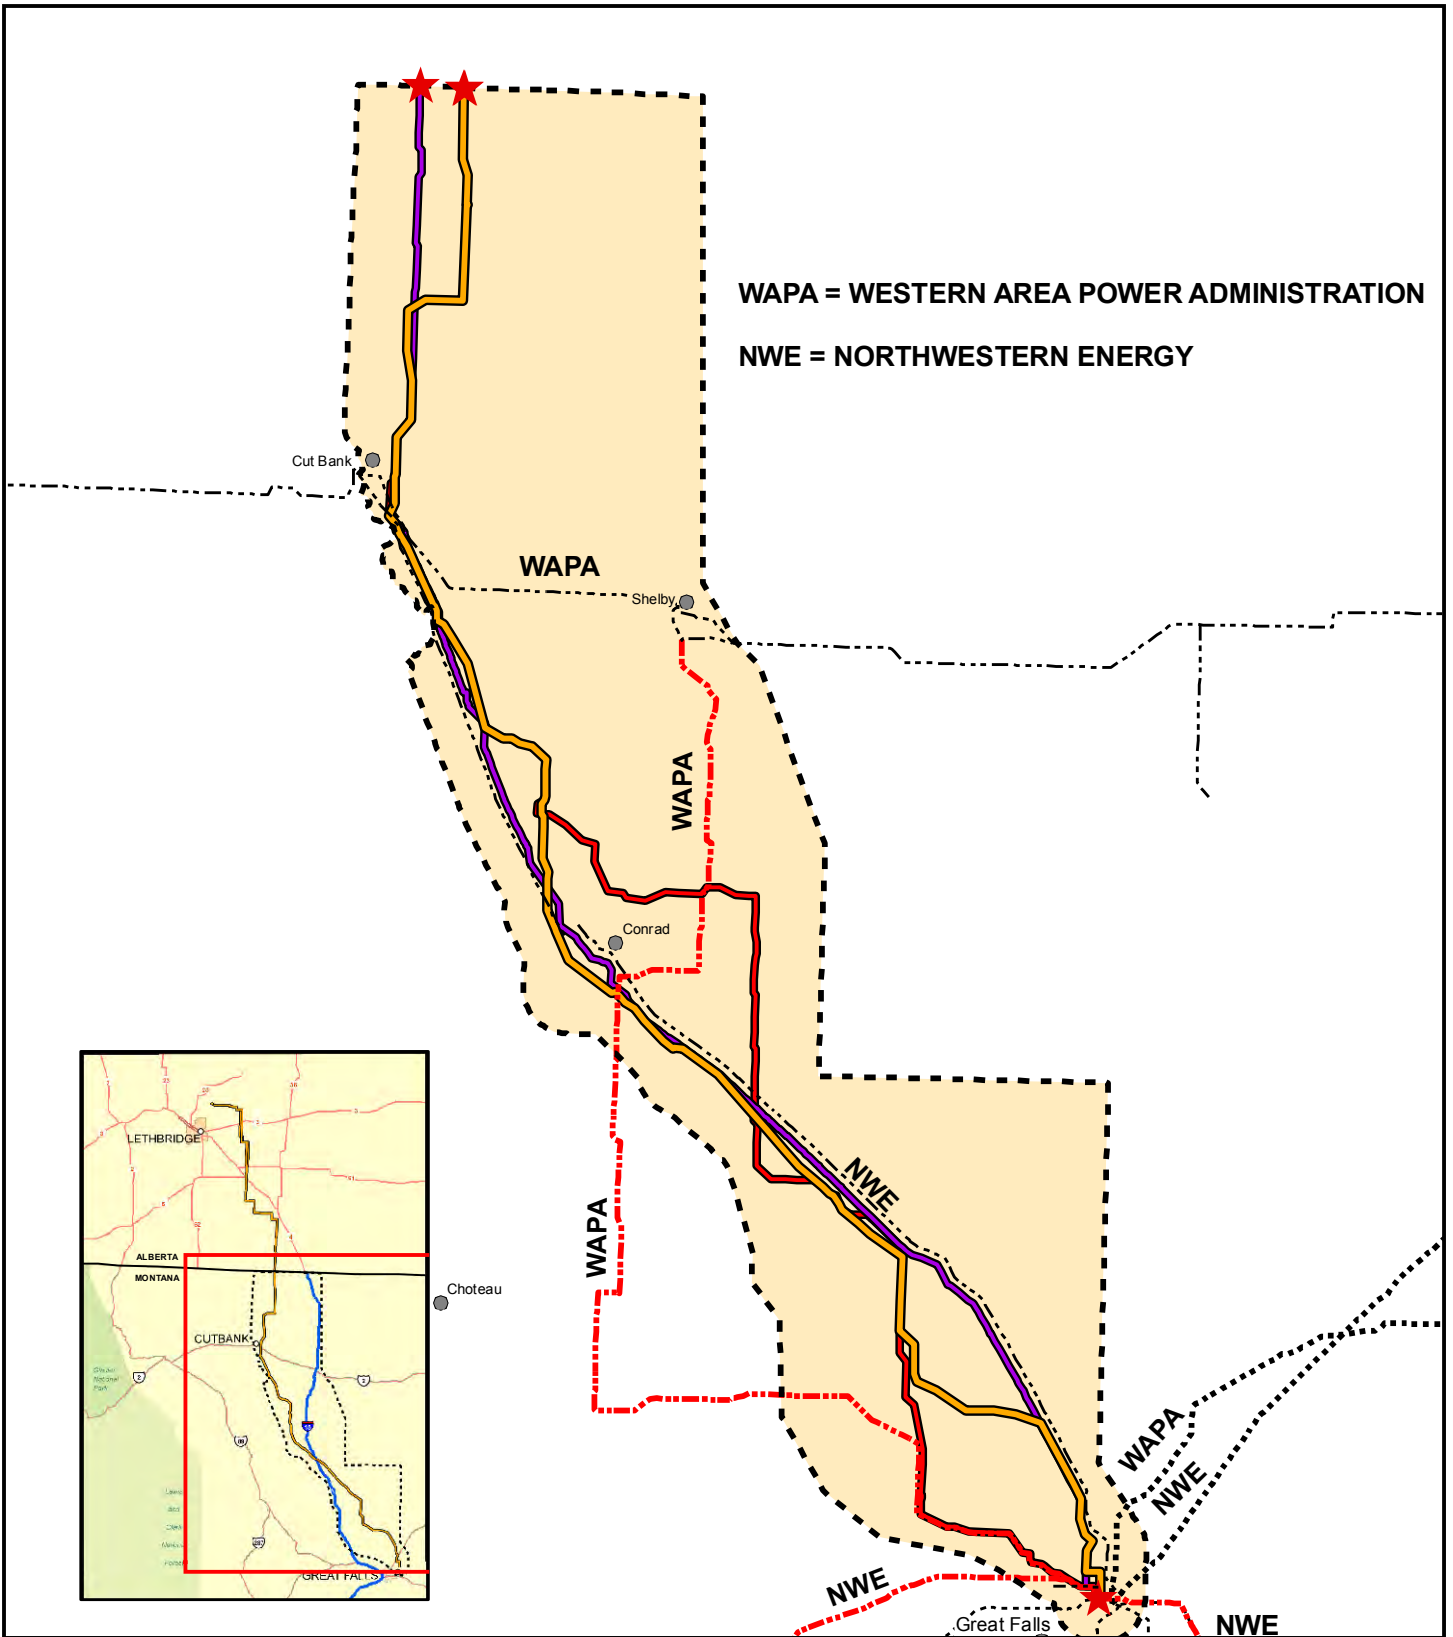 WAPA = WESTERN AREA POWER ADMINISTRATION
NWE = NORTHWESTERN ENERGY
Cut Bank
WAPA
Shelby
WAPA
Conrad
NWE
WAPA
Choteau
WAPA
NWE
NWE
Great Falls
NWE
LETHBRIDGE
ALBERTA
MONTANA
CUTBANK
GREAT FALLS